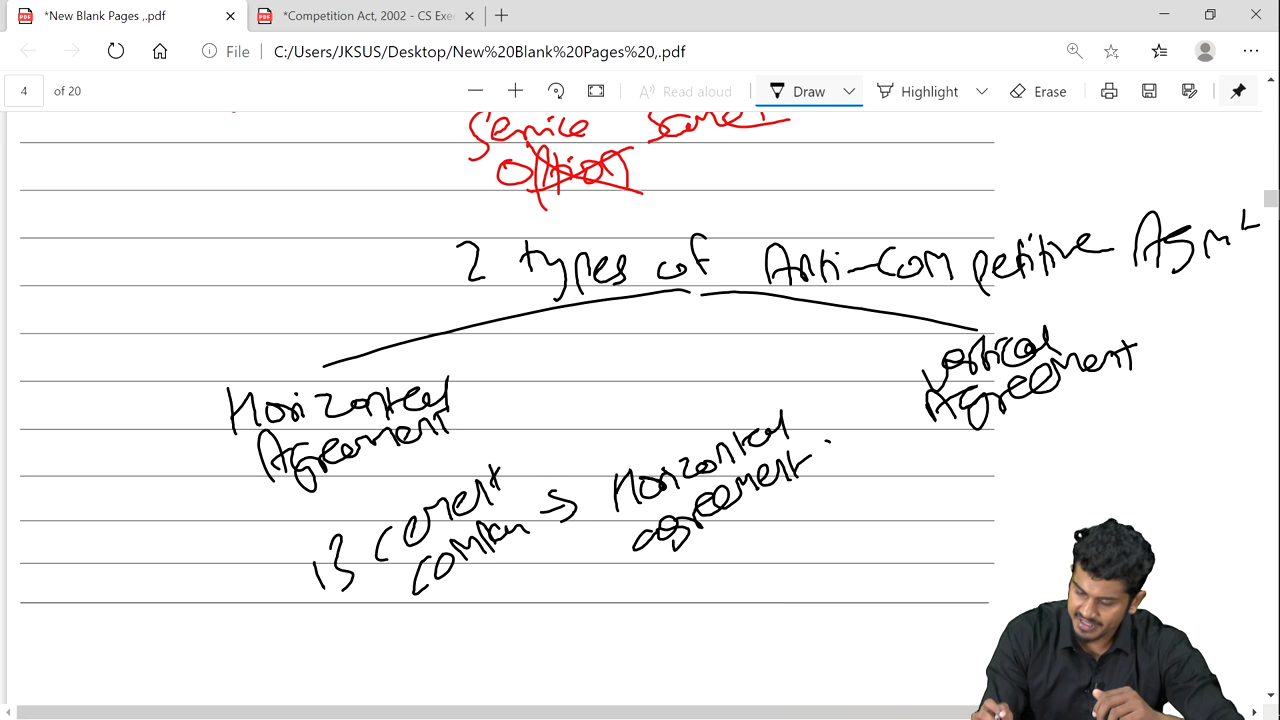 *New Blank Pages ,.pdf
*Competition Act, 2002 - CS Exec
File C:/Users/JKSUS/Desktop/New%20Blank%20Pages%20,.pdf
4 of 20 Read aloud Draw Highlight Erase
Service
2 types of Anti-competitive Agmt
Horizontal
Agreement
Vertical
Agreement
13 cement
compan → Horizontal
agreement